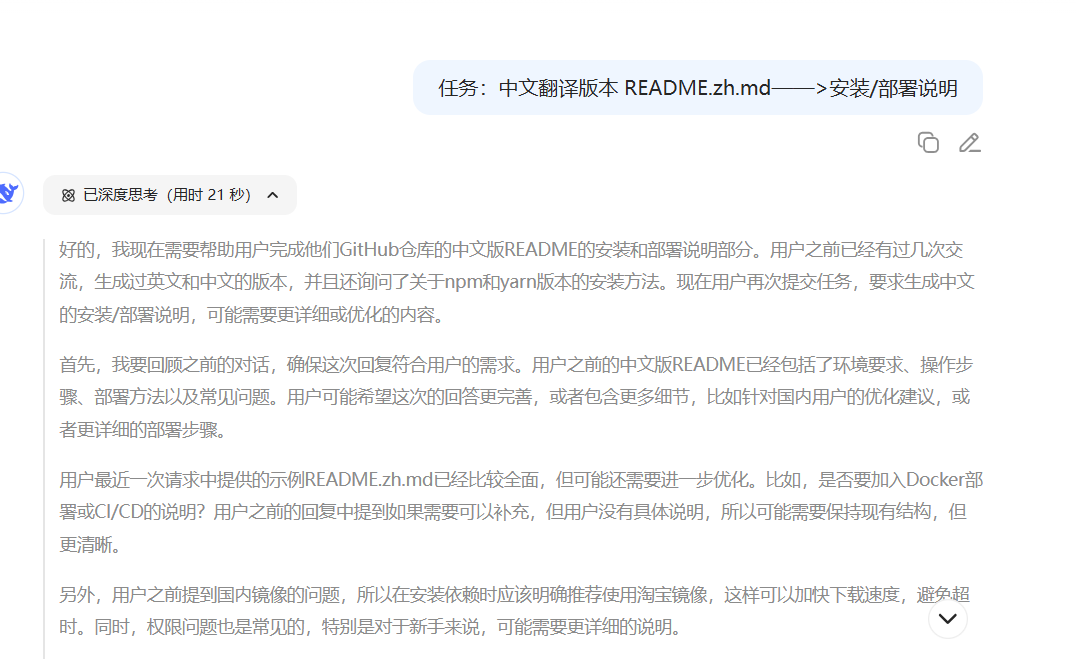 任务：中文翻译版本 README.zh.md——>安装/部署说明
已深度思考（用时 21 秒）
好的，我现在需要帮助用户完成他们GitHub仓库的中文版README的安装和部署说明部分。用户之前已经有过几次交
流，生成过英文和中文的版本，并且还询问了关于npm和yarn版本的安装方法。现在用户再次提交任务，要求生成中文
的安装/部署说明，可能需要更详细或优化的内容。
首先，我要回顾之前的对话，确保这次回复符合用户的需求。用户之前的中文版README已经包括了环境要求、操作步
骤、部署方法以及常见问题。用户可能希望这次的回答更完善，或者包含更多细节，比如针对国内用户的优化建议，或
者更详细的部署步骤。
用户最近一次请求中提供的示例README.zh.md已经比较全面，但可能还需要进一步优化。比如，是否要加入Docker部
署或CI/CD的说明？用户之前的回复中提到如果需要可以补充，但用户没有具体说明，所以可能需要保持现有结构，但
更清晰。
另外，用户之前提到国内镜像的问题，所以在安装依赖时应该明确推荐使用淘宝镜像，这样可以加快下载速度，避免超
时。同时，权限问题也是常见的，特别是对于新手来说，可能需要更详细的说明。